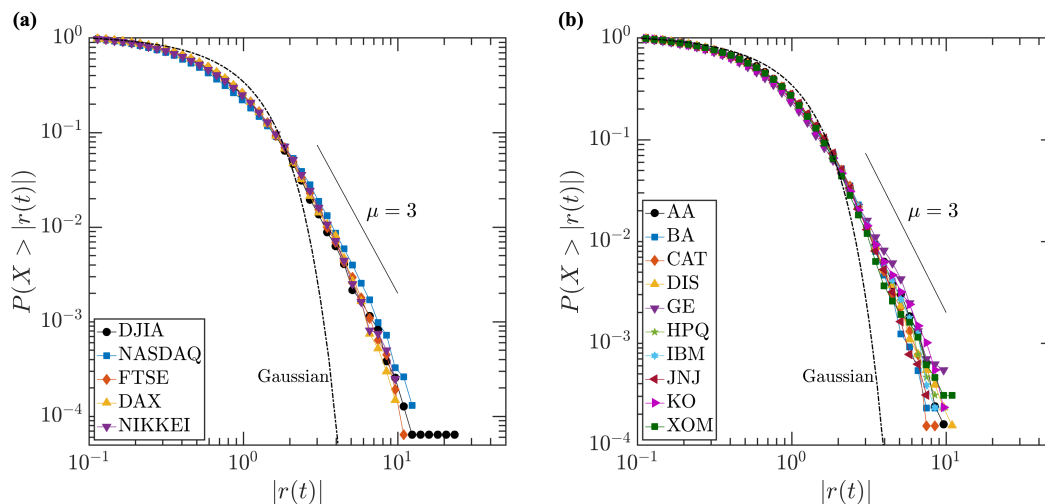 (a)
10^0
10^{-1}
10^{-2}
10^{-3}
10^{-4}
P(X > |r(t)|)
μ = 3
Gaussian
DJIA
NASDAQ
FTSE
DAX
NIKKEI
10^{-1}
10^0
10^1
|r(t)|
(b)
10^0
10^{-1}
10^{-2}
10^{-3}
10^{-4}
P(X > |r(t)|)
μ = 3
Gaussian
AA
BA
CAT
DIS
GE
HPQ
IBM
JNJ
KO
XOM
10^{-1}
10^0
10^1
|r(t)|